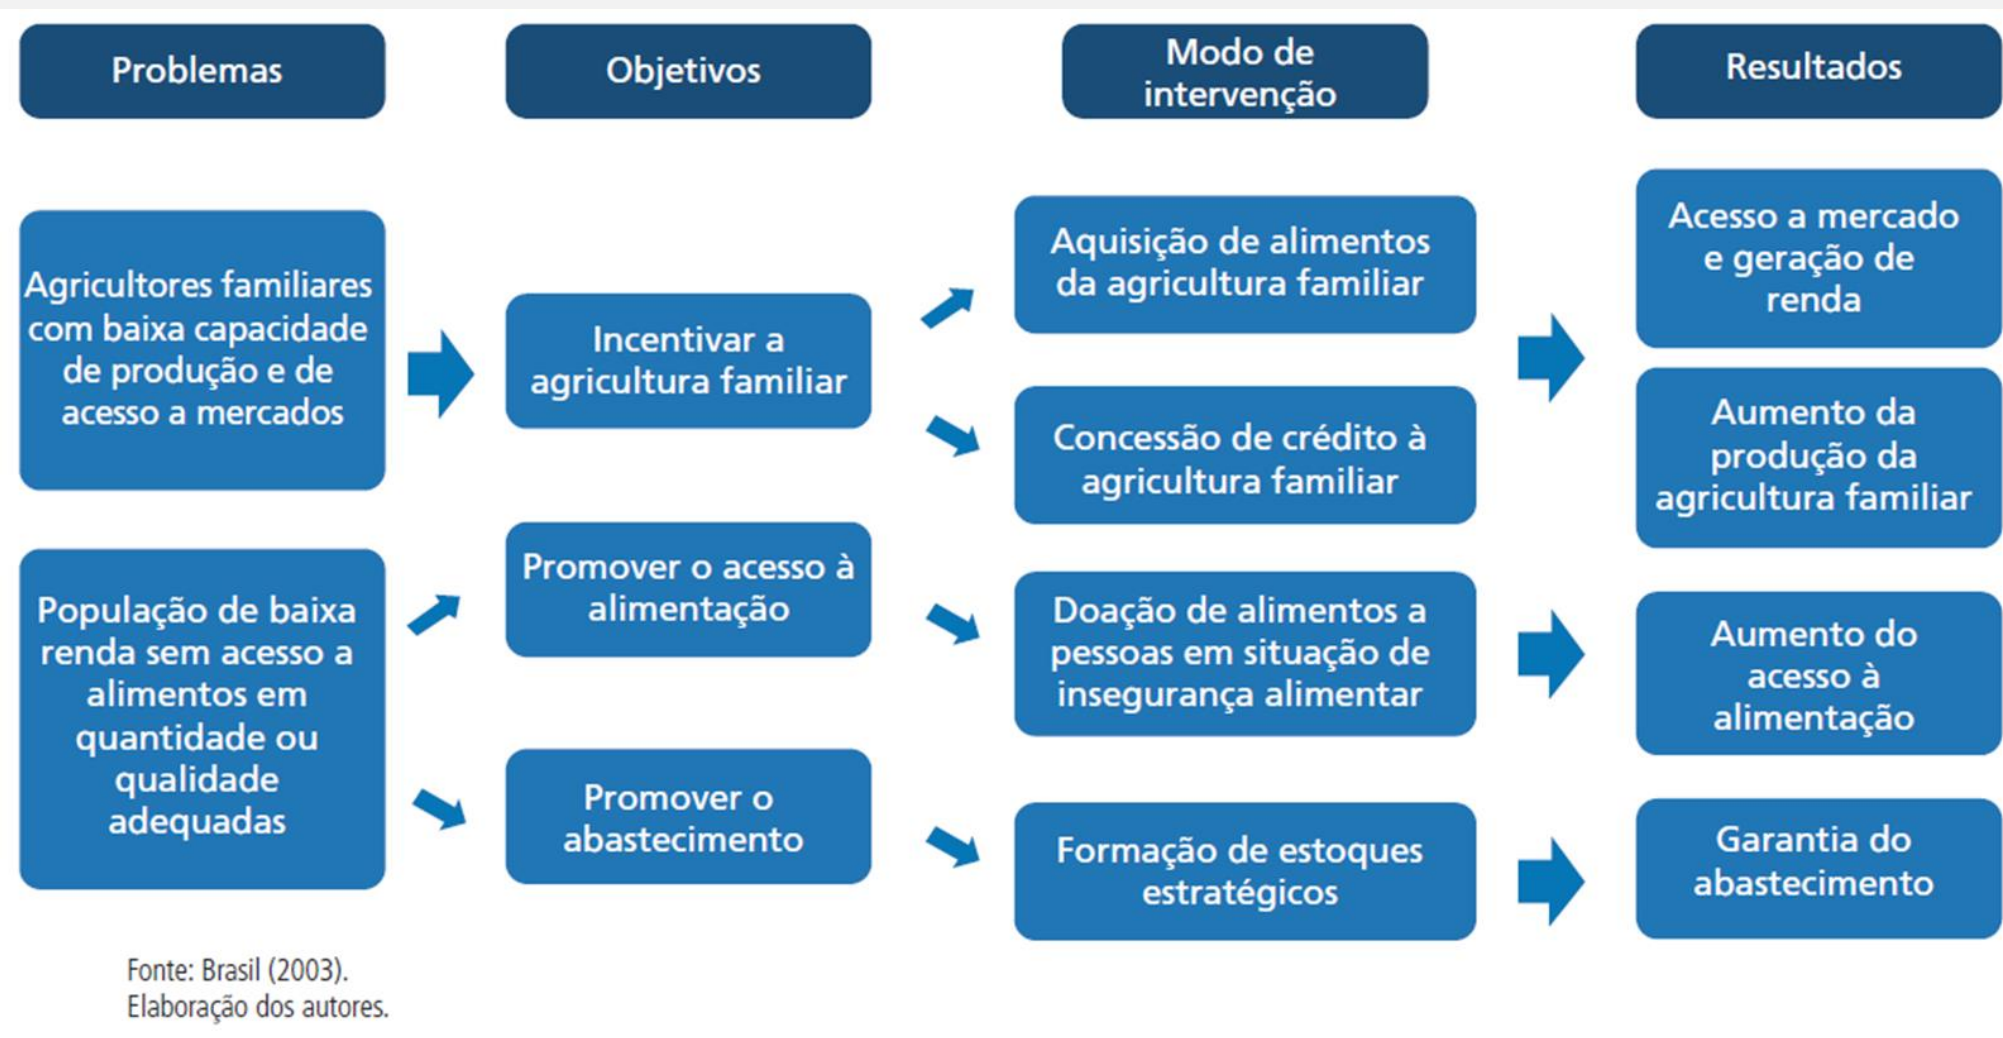 Problemas
Objetivos
Modo de
intervenção
Resultados
Agricultores familiares
com baixa capacidade
de produção e de
acesso a mercados
População de baixa
renda sem acesso a
alimentos em
quantidade ou
qualidade
adequadas
Incentivar a
agricultura familiar
Promover o acesso à
alimentação
Promover o
abastecimento
Aquisição de alimentos
da agricultura familiar
Concessão de crédito à
agricultura familiar
Doação de alimentos a
pessoas em situação de
insegurança alimentar
Formação de estoques
estratégicos
Acesso a mercado
e geração de
renda
Aumento da
produção da
agricultura familiar
Aumento do
acesso à
alimentação
Garantia do
abastecimento
Fonte: Brasil (2003).
Elaboração dos autores.